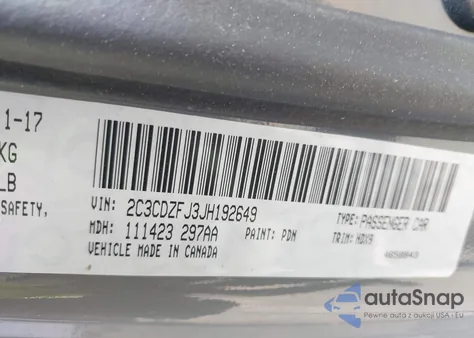 1-17
KG
LB
SAFETY,
VIN: 2C3CDZFJ3JH192649
TYPE: PASSENGER CAR
MDH: 111423 297AA
PAINT: PDN
TRIM: HDX9
VEHICLE MADE IN CANADA
autoSnap
Pewne auta z aukcji USA i EU